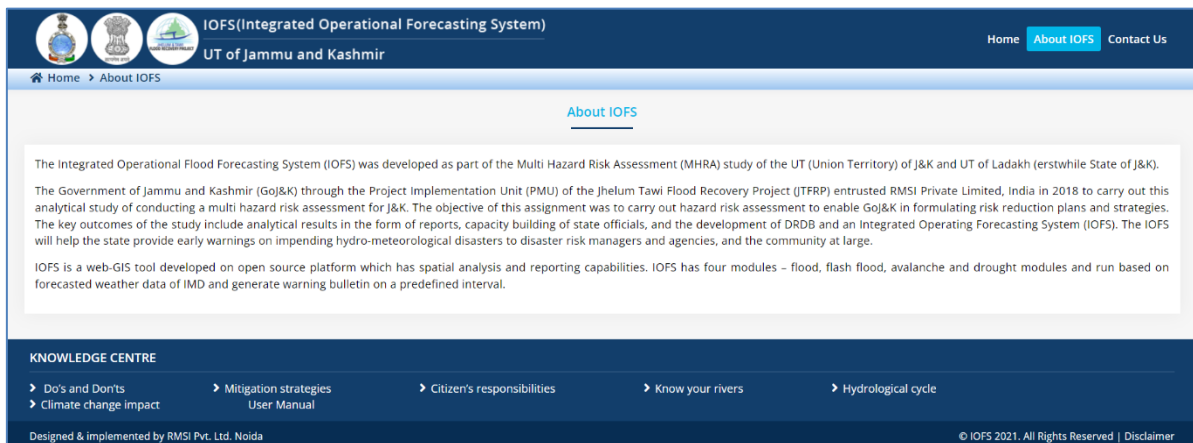 IOFS(Integrated Operational Forecasting System)
UT of Jammu and Kashmir
Home About IOFS Contact Us
Home > About IOFS
About IOFS
The Integrated Operational Flood Forecasting System (IOFS) was developed as part of the Multi Hazard Risk Assessment (MHRA) study of the UT (Union Territory) of J&K and UT of Ladakh (erstwhile State of J&K).
The Government of Jammu and Kashmir (GoJ&K) through the Project Implementation Unit (PMU) of the Jhelum Tawi Flood Recovery Project (JTFRP) entrusted RMSI Private Limited, India in 2018 to carry out this
analytical study of conducting a multi hazard risk assessment for J&K. The objective of this assignment was to carry out hazard risk assessment to enable GoJ&K in formulating risk reduction plans and strategies.
The key outcomes of the study include analytical results in the form of reports, capacity building of state officials, and the development of DRDB and an Integrated Operating Forecasting System (IOFS). The IOFS
will help the state provide early warnings on impending hydro-meteorological disasters to disaster risk managers and agencies, and the community at large.
IOFS is a web-GIS tool developed on open source platform which has spatial analysis and reporting capabilities. IOFS has four modules – flood, flash flood, avalanche and drought modules and run based on
forecasted weather data of IMD and generate warning bulletin on a predefined interval.
KNOWLEDGE CENTRE
> Do's and Don'ts > Mitigation strategies > Citizen's responsibilities > Know your rivers > Hydrological cycle
> Climate change impact User Manual
Designed & implemented by RMSI Pvt. Ltd. Noida © IOFS 2021. All Rights Reserved | Disclaimer